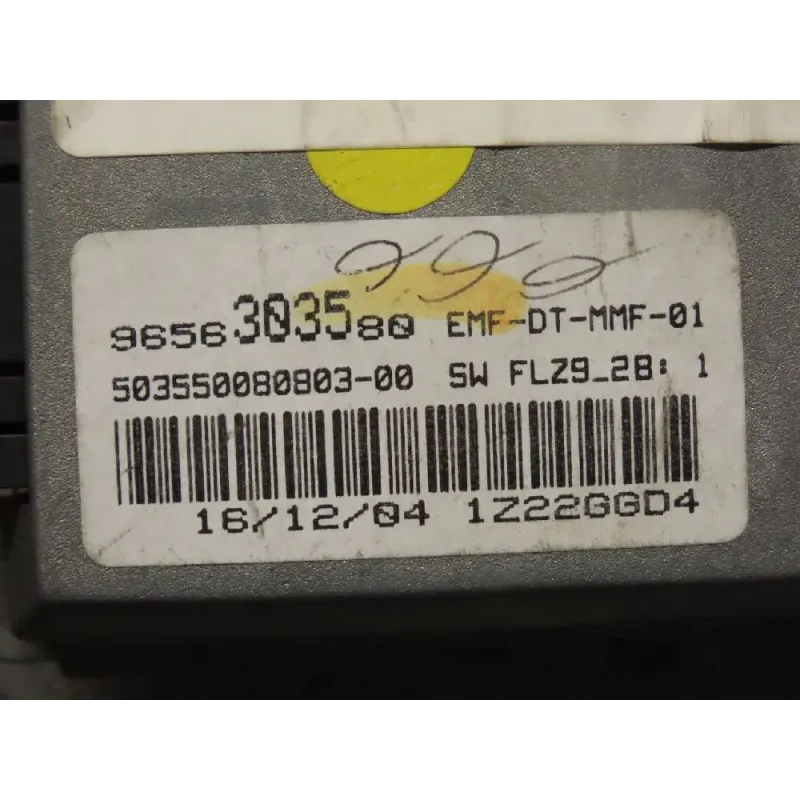 9656303580 EMF-DT-MMF-01
503550080803-00 SW FLZ9_2B: 1
16/12/04 1Z22GGD4